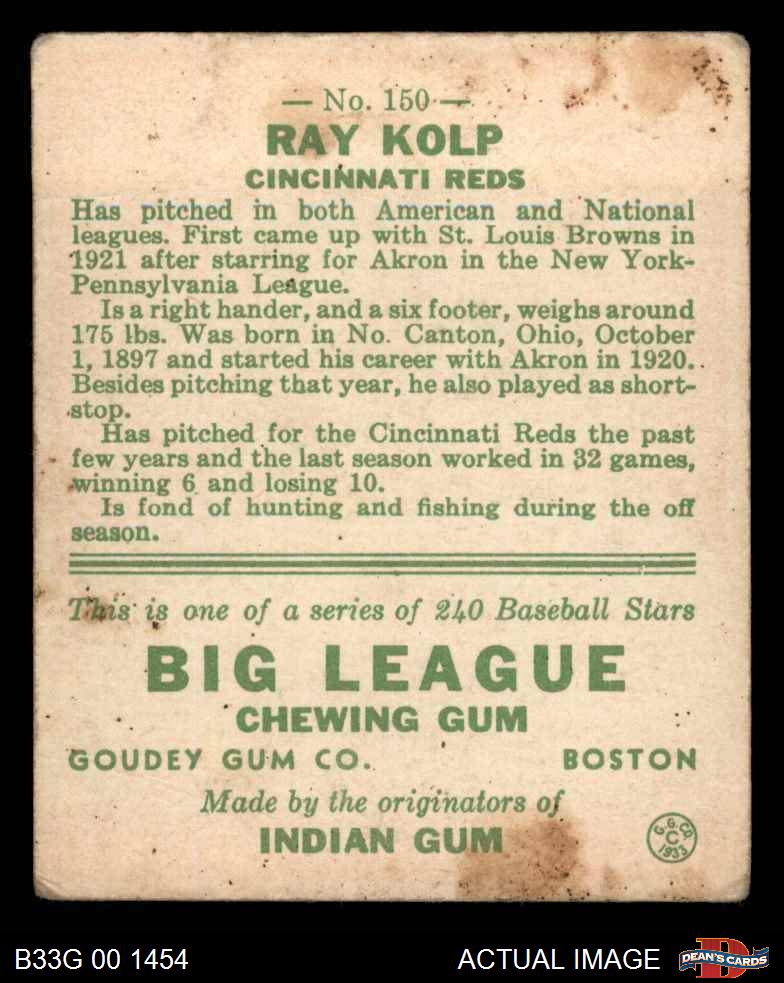 — No. 150 —
RAY KOLP
CINCINNATI REDS
Has pitched in both American and National
leagues. First came up with St. Louis Browns in
1921 after starring for Akron in the New York-
Pennsylvania League.
Is a right hander, and a six footer, weighs around
175 lbs. Was born in No. Canton, Ohio, October
1, 1897 and started his career with Akron in 1920.
Besides pitching that year, he also played as short-
stop.
Has pitched for the Cincinnati Reds the past
few years and the last season worked in 32 games,
winning 6 and losing 10.
Is fond of hunting and fishing during the off
season.
This is one of a series of 240 Baseball Stars
BIG LEAGUE
CHEWING GUM
GOUDEY GUM CO. BOSTON
Made by the originators of
INDIAN GUM
G.G.CO.
C
1933
B33G 00 1454 ACTUAL IMAGE
D
DEAN'S CARDS